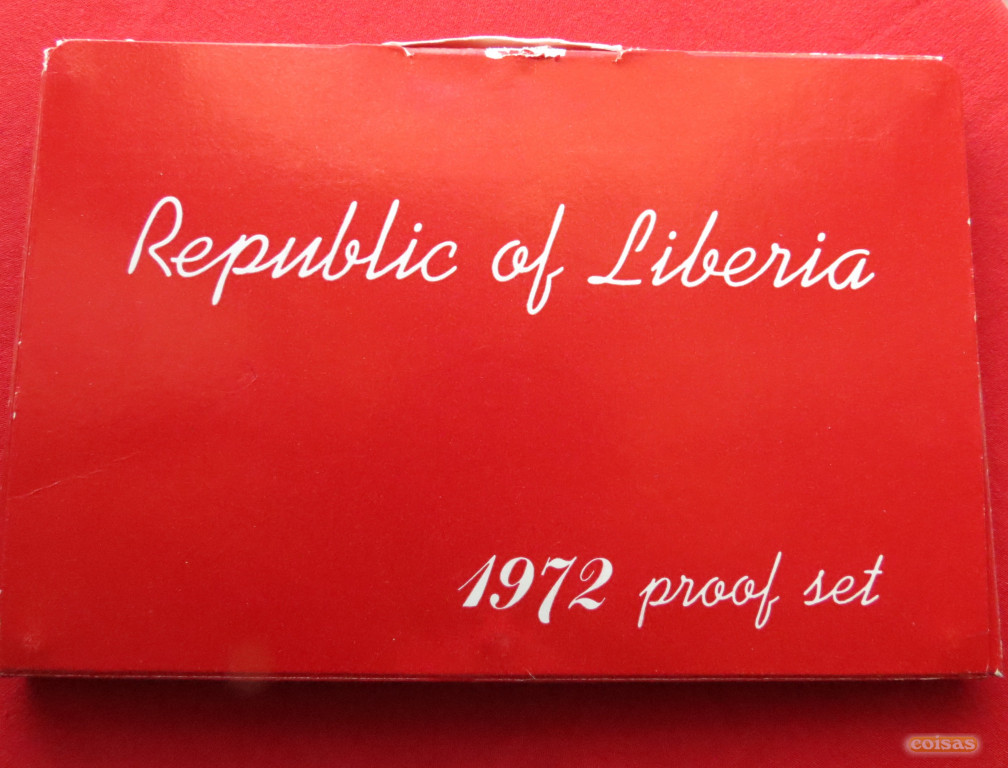 Republic of Liberia
1972 proof set
coisas